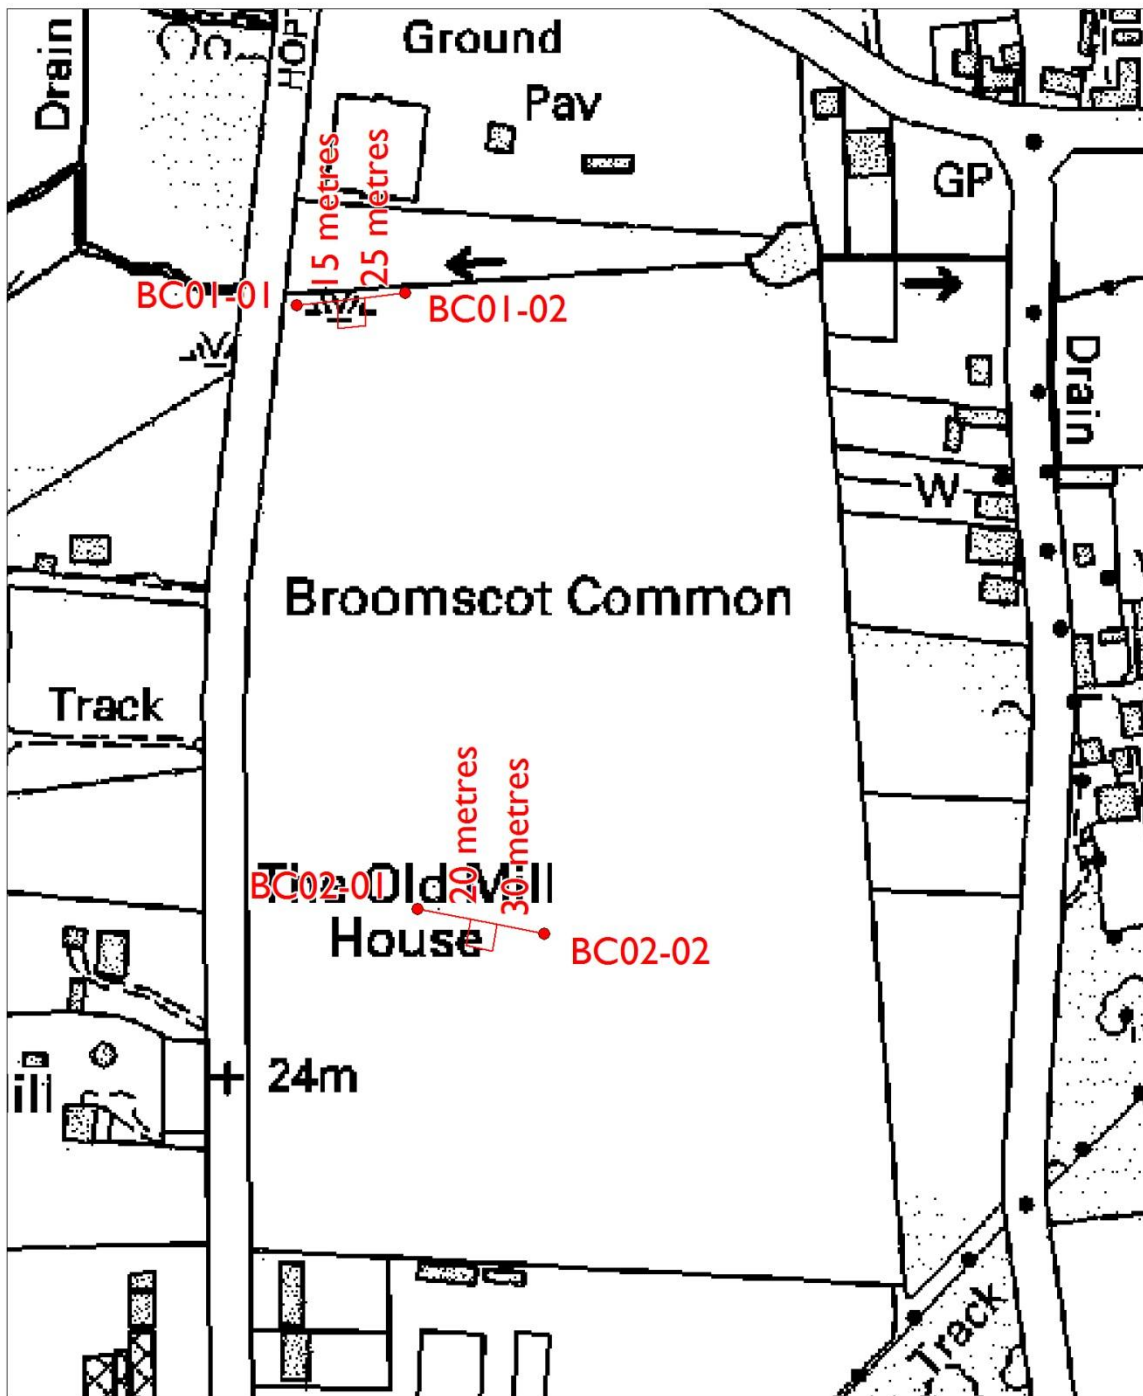 Drain
HOP
Ground
Pav
GP
15 metres
25 metres
BC01-01
BC01-02
Drain
W
Broomscot Common
Track
20 metres
30 metres
The Old Mill
House
BC02-01
BC02-02
24m
ill
Track